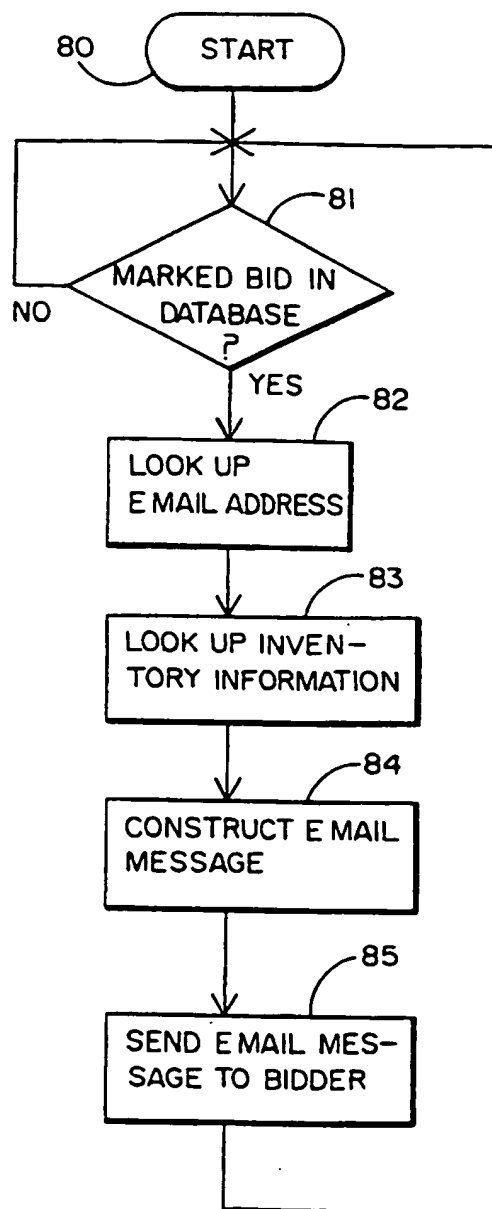 80
START
81
MARKED BID IN
DATABASE
?
NO
YES
82
LOOK UP
E MAIL ADDRESS
83
LOOK UP INVEN-
TORY INFORMATION
84
CONSTRUCT E MAIL
MESSAGE
85
SEND E MAIL MES-
SAGE TO BIDDER